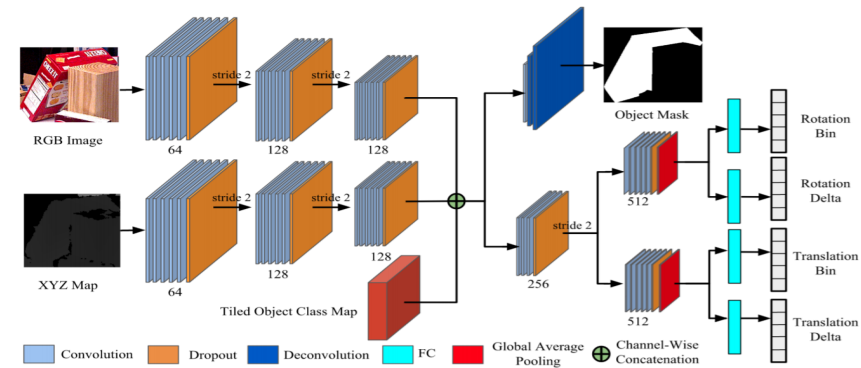 stride 2
stride 2
RGB Image
64
128
128
Object Mask
Rotation
Bin
Rotation
Delta
512
stride 2
stride 2
stride 2
XYZ Map
64
128
128
256
512
Translation
Bin
Translation
Delta
Tiled Object Class Map
Convolution
Dropout
Deconvolution
FC
Global Average
Pooling
Channel-Wise
Concatenation